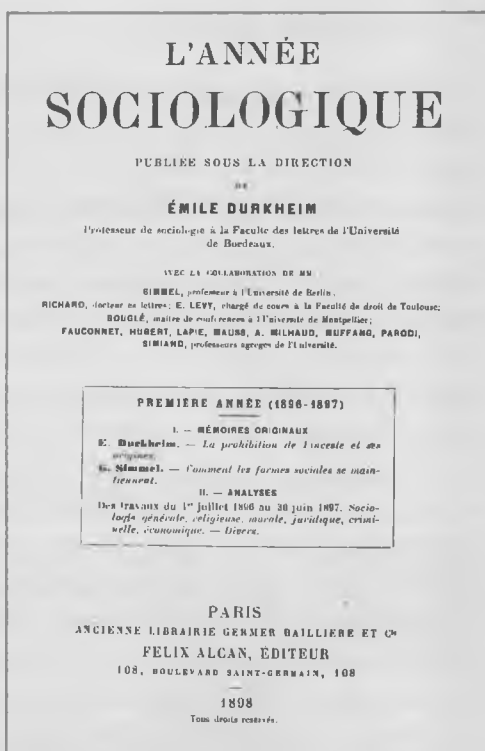 L'ANNÉE
SOCIOLOGIQUE
PUBLIÉE SOUS LA DIRECTION
DE
ÉMILE DURKHEIM
Professeur de sociologie à la Faculté des lettres de l'Université
de Bordeaux.
AVEC LA COLLABORATION DE MM.
SIMMEL, professeur à l'Université de Berlin;
RICHARD, docteur ès lettres; E. LEVY, chargé de cours à la Faculté de droit de Toulouse;
BOUGLÉ, maître de conférences à l'Université de Montpellier;
FAUCONNET, HUBERT, LAPIE, MAUSS, A. MILHAUD, MUFFANG, PARODI,
SIMIAND, professeurs agrégés de l'Université.
PREMIÈRE ANNÉE (1896-1897)
I. — MÉMOIRES ORIGINAUX
E. Durkheim. — La prohibition de l'inceste et ses
origines.
G. Simmel. — Comment les formes sociales se main-
tiennent.
II. — ANALYSES
Des travaux du 1er juillet 1896 au 30 juin 1897. Socio-
logie générale, religieuse, morale, juridique, crimi-
nelle, économique. — Divers.
PARIS
ANCIENNE LIBRAIRIE GERMER BAILLIERE ET Cie
FELIX ALCAN, ÉDITEUR
108, BOULEVARD SAINT-GERMAIN, 108
1898
Tous droits réservés.